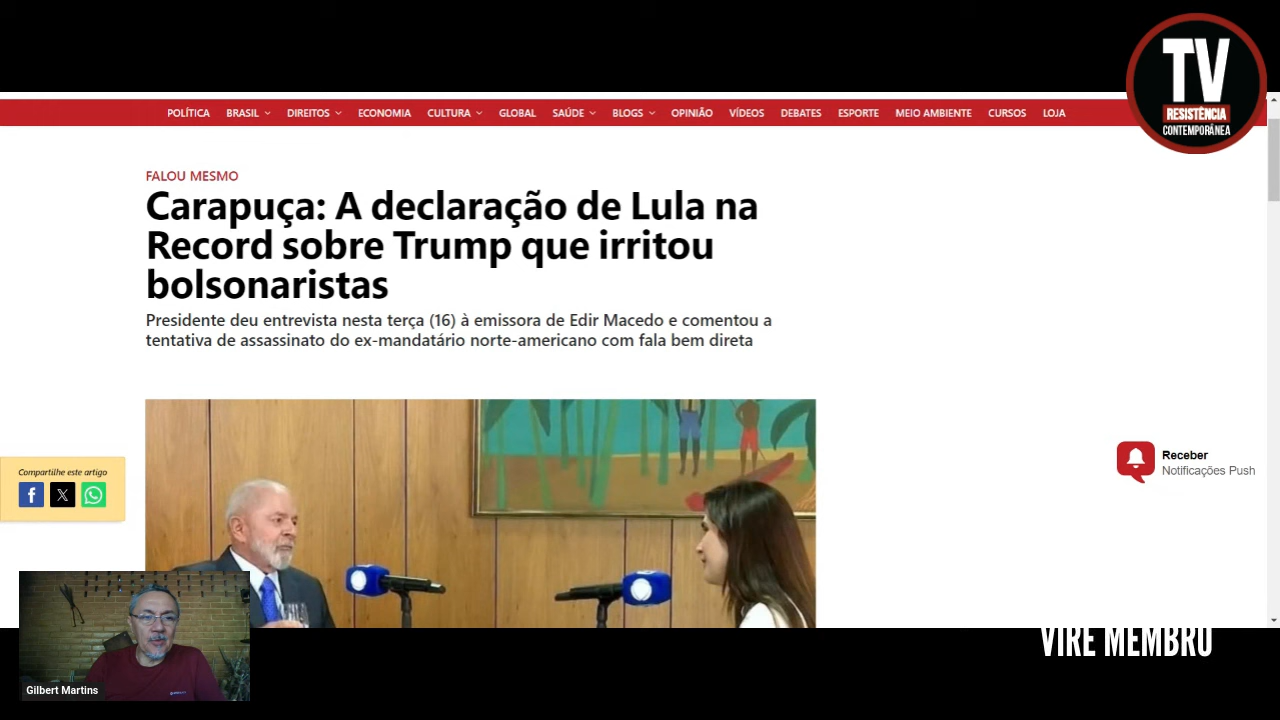 TV
RESISTÊNCIA
CONTEMPORÂNEA
POLÍTICA BRASIL DIREITOS ECONOMIA CULTURA GLOBAL SAÚDE BLOGS OPINIÃO VÍDEOS DEBATES ESPORTE MEIO AMBIENTE CURSOS LOJA
FALOU MESMO
Carapuça: A declaração de Lula na
Record sobre Trump que irritou
bolsonaristas
Presidente deu entrevista nesta terça (16) à emissora de Edir Macedo e comentou a
tentativa de assassinato do ex-mandatário norte-americano com fala bem direta
Compartilhe este artigo
Receber
Notificações Push
VIRE MEMBRO
Gilbert Martins